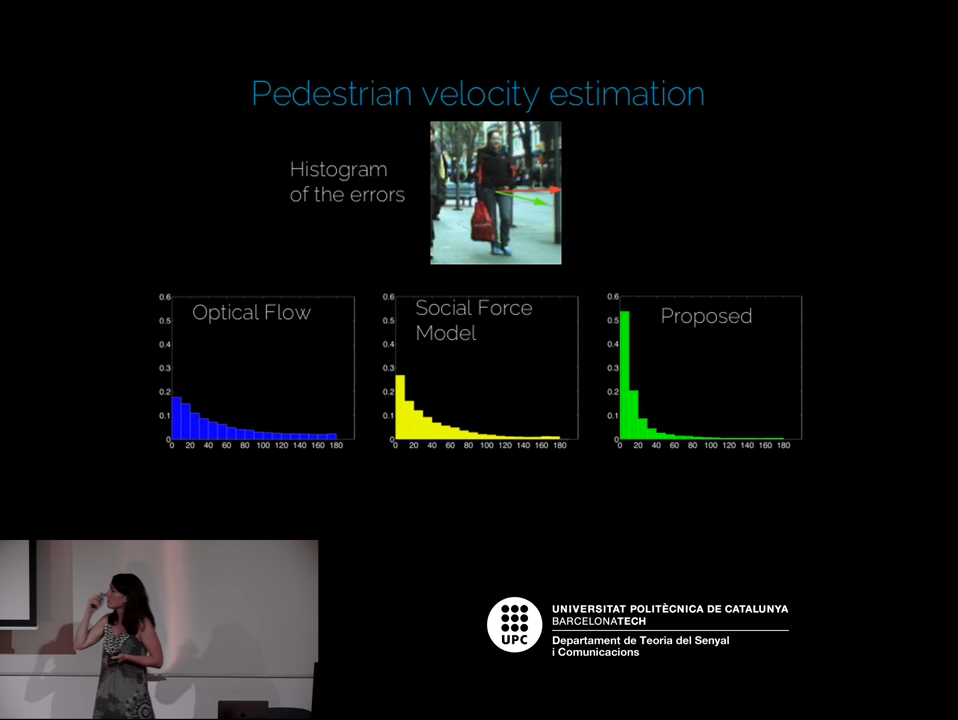 Pedestrian velocity estimation
Histogram
of the errors
Optical Flow
0.6
0.5
0.4
0.3
0.2
0.1
0
0 20 40 60 80 100 120 140 160 180
Social Force
Model
0.6
0.5
0.4
0.3
0.2
0.1
0
0 20 40 60 80 100 120 140 160 180
Proposed
0.6
0.5
0.4
0.3
0.2
0.1
0
0 20 40 60 80 100 120 140 160 180
UPC
UNIVERSITAT POLITÈCNICA DE CATALUNYA
BARCELONATECH
Departament de Teoria del Senyal
i Comunicacions